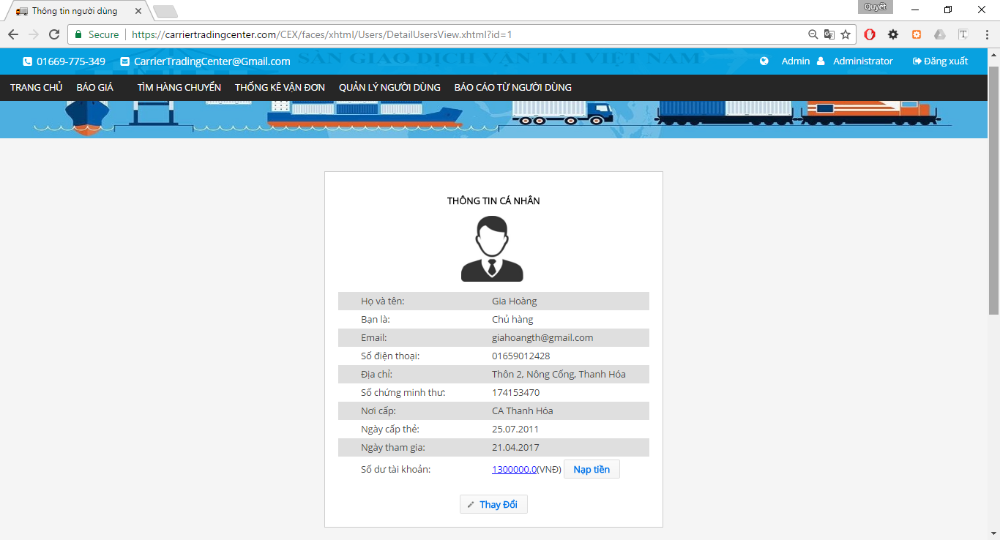 Thông tin người dùng
Quyết
Secure https://carriertradingcenter.com/CEX/faces/xhtml/Users/DetailUsersView.xhtml?id=1
SÀN GIAO DỊCH VẬN TẢI VIỆT NAM
01669-775-349 CarrierTradingCenter@Gmail.com Admin Administrator Đăng xuất
TRANG CHỦ BÁO GIÁ TÌM HÀNG CHUYỂN THỐNG KÊ VẬN ĐƠN QUẢN LÝ NGƯỜI DÙNG BÁO CÁO TỪ NGƯỜI DÙNG
THÔNG TIN CÁ NHÂN
Họ và tên: Gia Hoàng
Bạn là: Chủ hàng
Email: giahoangth@gmail.com
Số điện thoại: 01659012428
Địa chỉ: Thôn 2, Nông Cống, Thanh Hóa
Số chứng minh thư: 174153470
Nơi cấp: CA Thanh Hóa
Ngày cấp thẻ: 25.07.2011
Ngày tham gia: 21.04.2017
Số dư tài khoản: 1300000.0(VNĐ) Nạp tiền
Thay Đổi